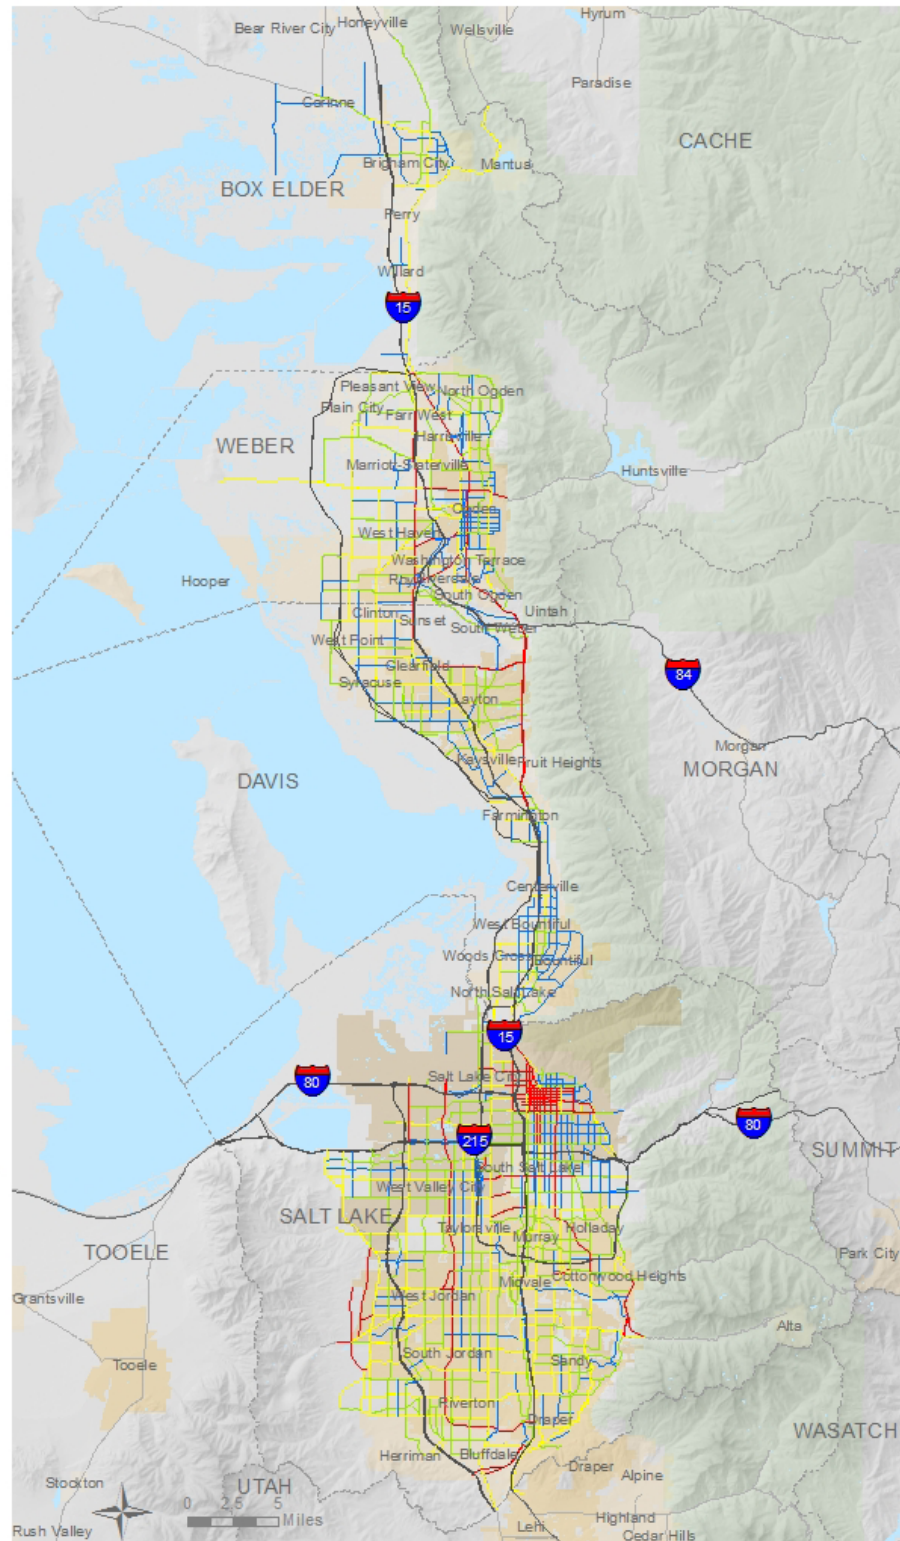 Honeyville
Bear River City
Hyrum
Wellsville
Paradise
Corinne
CACHE
Brigham City
Mantua
BOX ELDER
Perry
Willard
15
Pleasant View
North Ogden
Plain City
Farr West
Harrisville
WEBER
Marriott-Slaterville
Huntsville
Ogden
West Haven
Washington Terrace
Hooper
Roy
Riverdale
South Ogden
Uintah
Clinton
Sunset
South Weber
West Point
Clearfield
84
Syracuse
Layton
Morgan
Kaysville
Fruit Heights
MORGAN
DAVIS
Farmington
Centerville
West Bountiful
Woods Cross
Bountiful
North Salt Lake
15
Salt Lake City
80
80
215
SUMMIT
South Salt Lake
West Valley City
SALT LAKE
Taylorsville
Holladay
Murray
TOOELE
Park City
Cottonwood Heights
Midvale
West Jordan
Grantsville
Alta
South Jordan
Sandy
Tooele
Riverton
Draper
WASATCH
Herriman
Bluffdale
Draper
Alpine
Stockton
UTAH
0 2.5 5
Miles
Highland
Lehi
Cedar Hills
Rush Valley